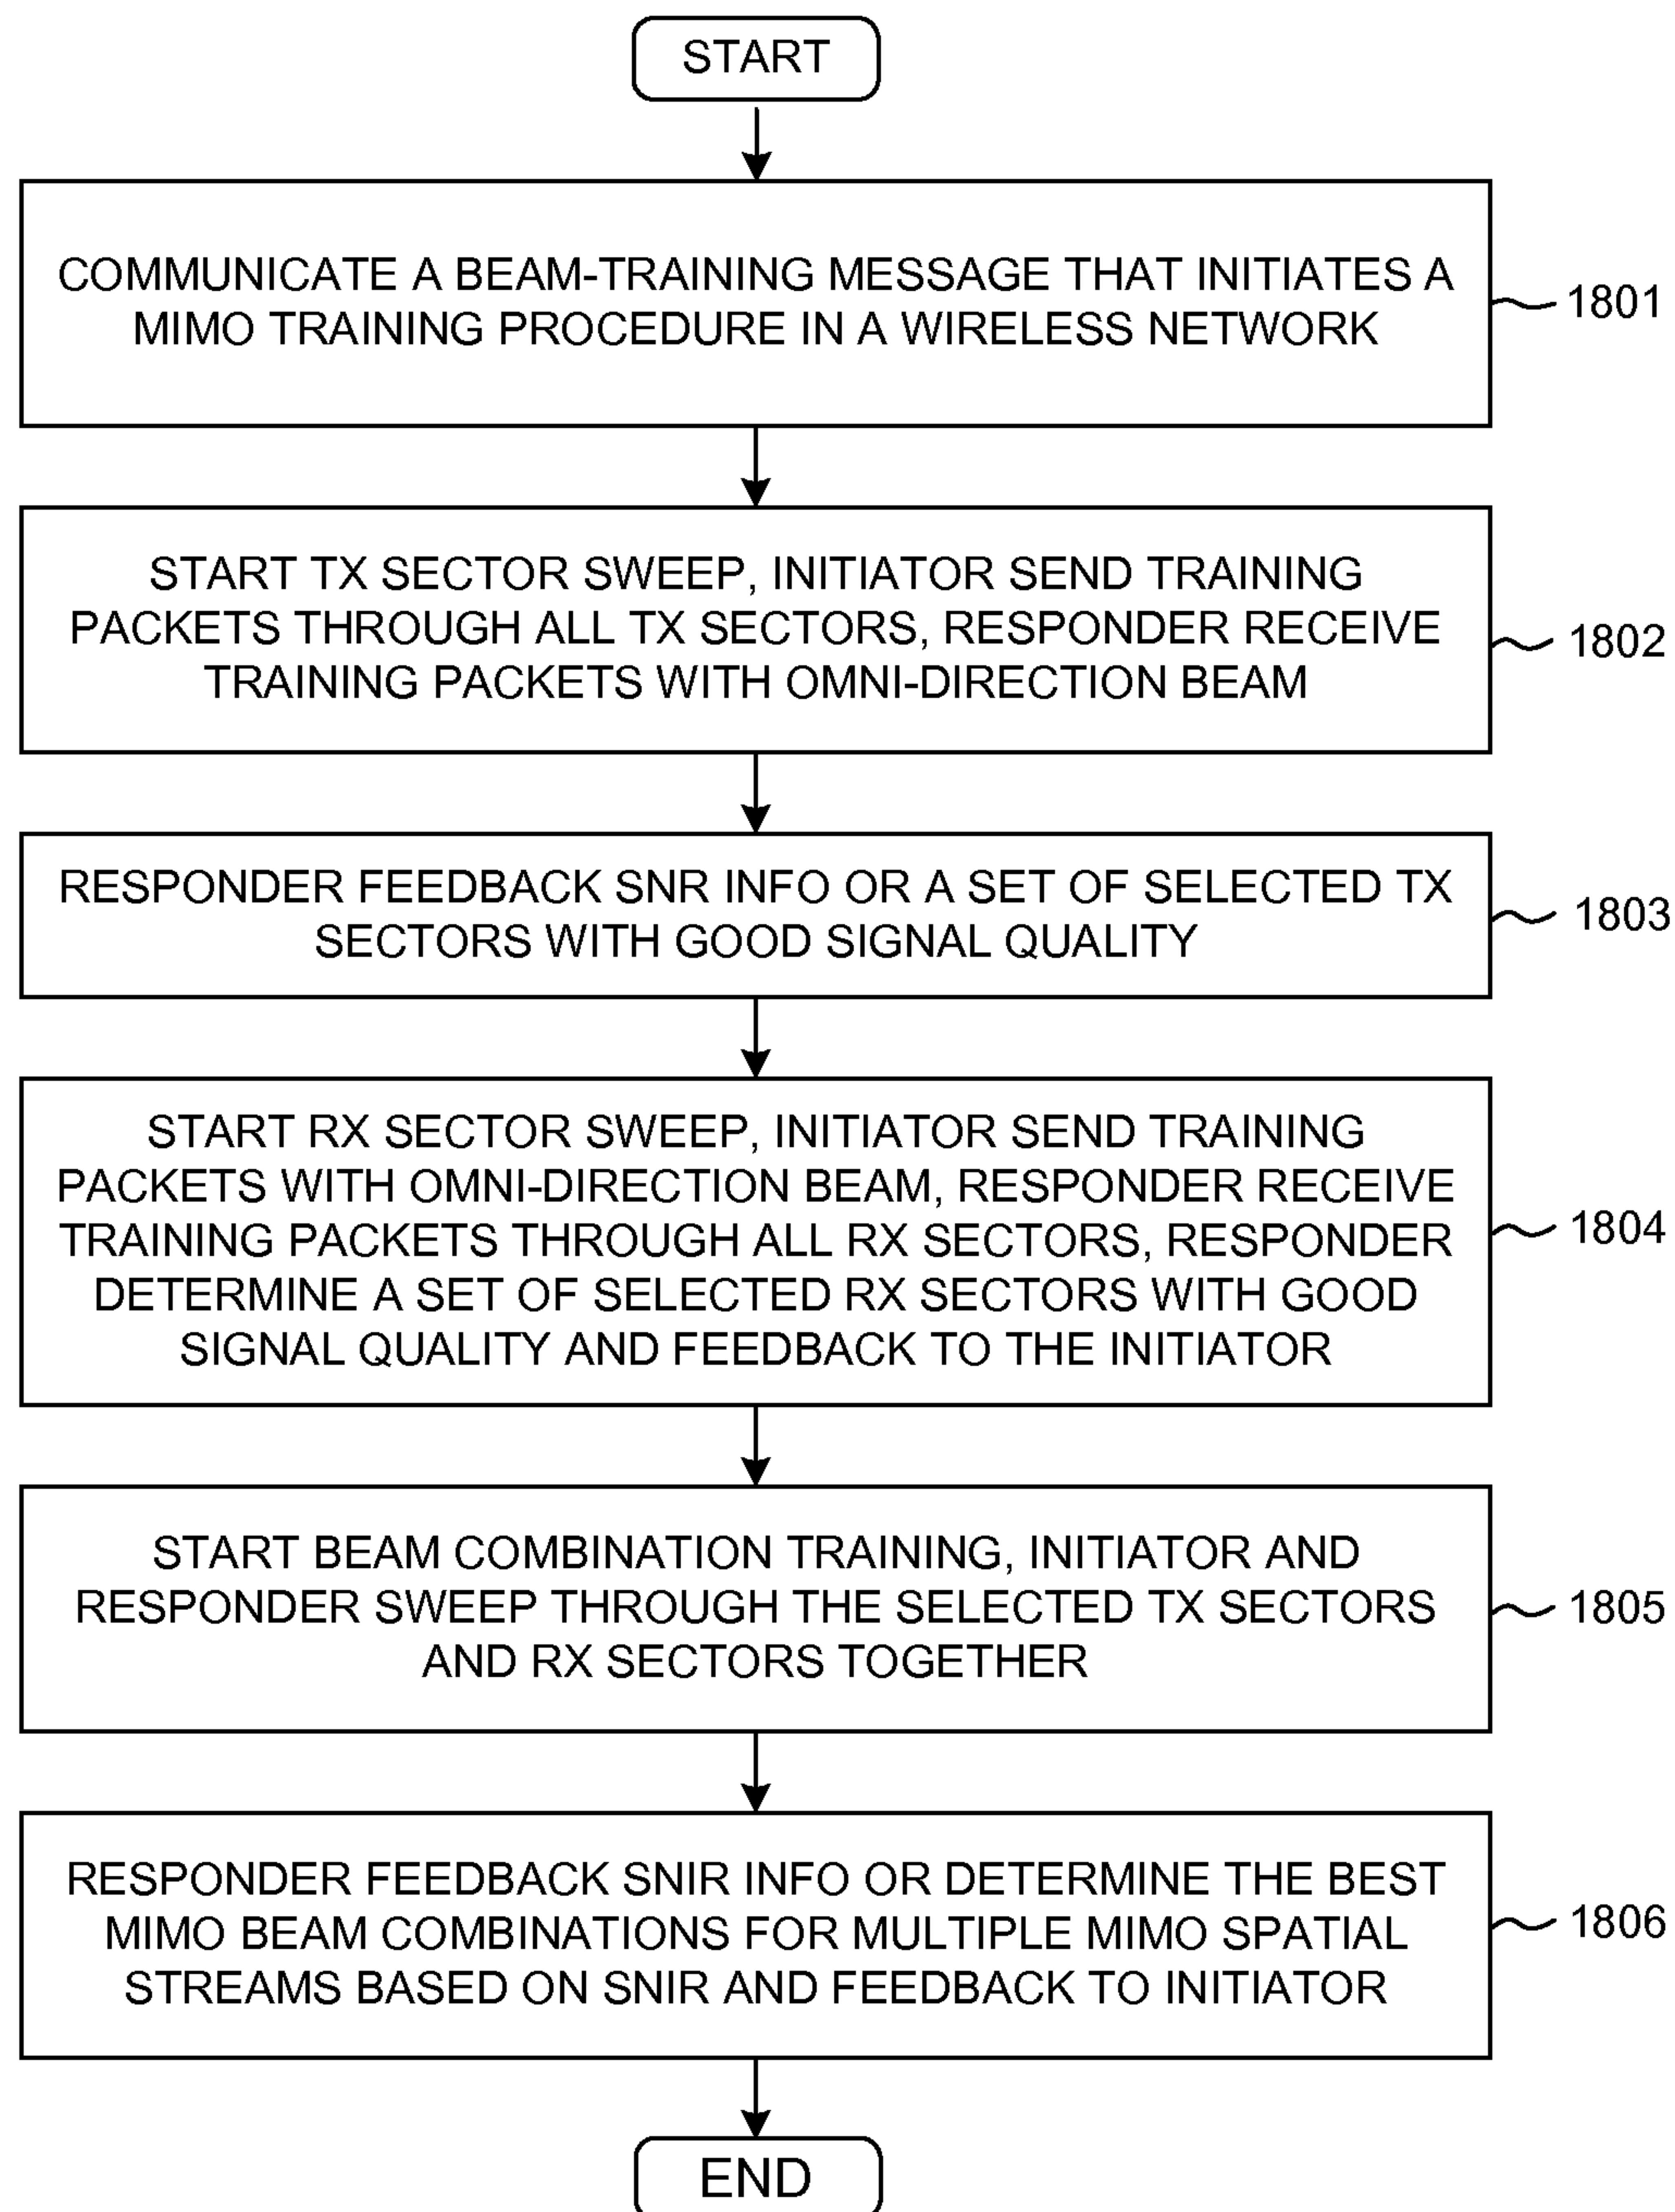 START
COMMUNICATE A BEAM-TRAINING MESSAGE THAT INITIATES A
MIMO TRAINING PROCEDURE IN A WIRELESS NETWORK
1801
START TX SECTOR SWEEP, INITIATOR SEND TRAINING
PACKETS THROUGH ALL TX SECTORS, RESPONDER RECEIVE
TRAINING PACKETS WITH OMNI-DIRECTION BEAM
1802
RESPONDER FEEDBACK SNR INFO OR A SET OF SELECTED TX
SECTORS WITH GOOD SIGNAL QUALITY
1803
START RX SECTOR SWEEP, INITIATOR SEND TRAINING
PACKETS WITH OMNI-DIRECTION BEAM, RESPONDER RECEIVE
TRAINING PACKETS THROUGH ALL RX SECTORS, RESPONDER
DETERMINE A SET OF SELECTED RX SECTORS WITH GOOD
SIGNAL QUALITY AND FEEDBACK TO THE INITIATOR
1804
START BEAM COMBINATION TRAINING, INITIATOR AND
RESPONDER SWEEP THROUGH THE SELECTED TX SECTORS
AND RX SECTORS TOGETHER
1805
RESPONDER FEEDBACK SNIR INFO OR DETERMINE THE BEST
MIMO BEAM COMBINATIONS FOR MULTIPLE MIMO SPATIAL
STREAMS BASED ON SNIR AND FEEDBACK TO INITIATOR
1806
END